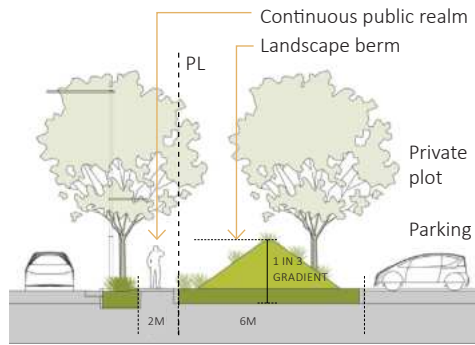 Continuous public realm
Landscape berm
PL
Private
plot
Parking
1 IN 3
GRADIENT
2M
6M